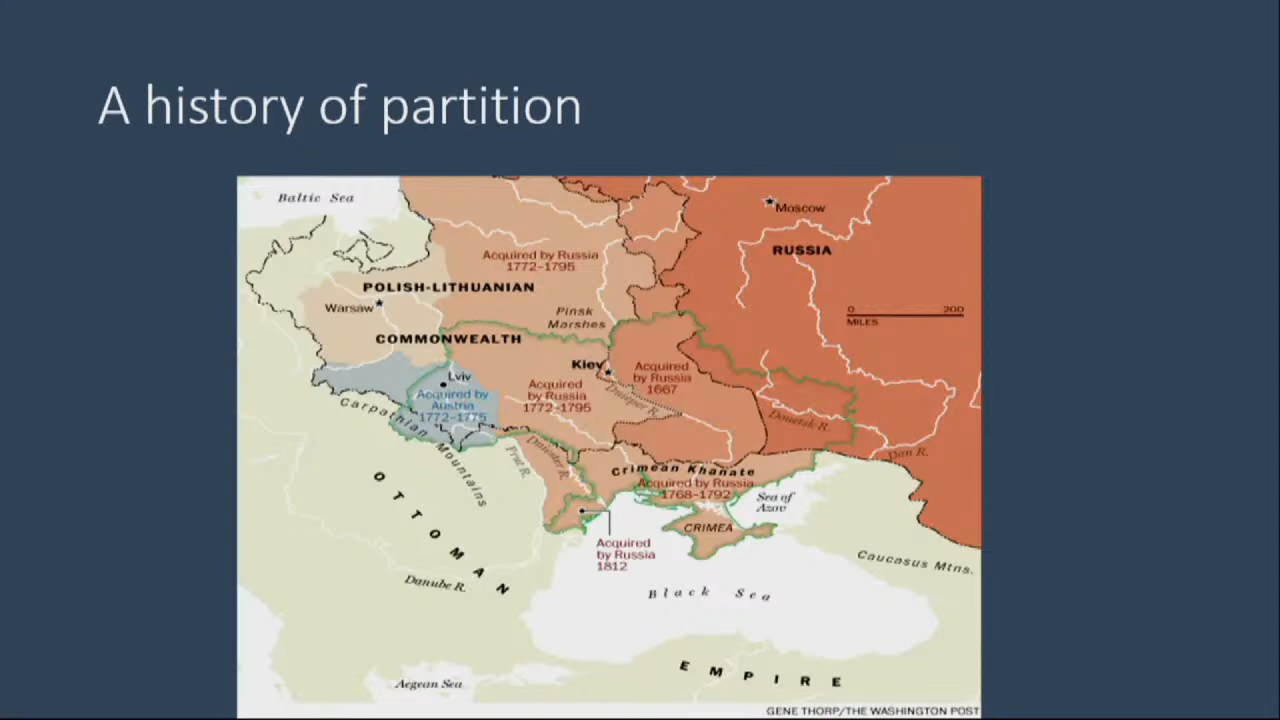 A history of partition
Baltic Sea
Moscow
RUSSIA
Acquired by Russia
1772–1795
POLISH-LITHUANIAN
Warsaw
Pinsk
Marshes
0 200
MILES
COMMONWEALTH
Kiev
Lviv
Acquired
by Russia
1667
Acquired
by Russia
1772–1795
Acquired by
Austria
1772–1775
Dnieper R.
Donetsk R.
Carpathian Mountains
Prut R.
Dniester R.
Don R.
Crimean Khanate
Acquired by Russia
1768–1792
Sea of
Azov
CRIMEA
Acquired
by Russia
1812
Caucasus Mtns.
OTTOMAN
Danube R.
Black Sea
EMPIRE
Aegean Sea
GENE THORP/THE WASHINGTON POST